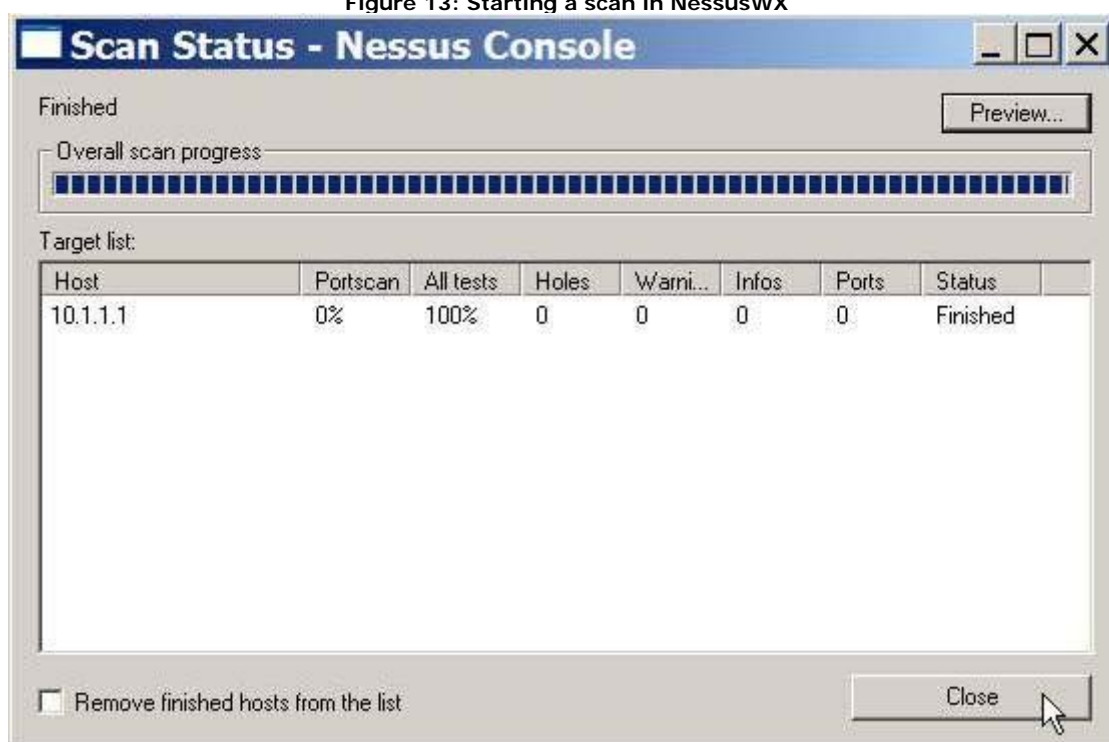 Figure 13: Starting a scan in NessusWX
Scan Status - Nessus Console
Finished
Preview...
Overall scan progress
Target list:
Host Portscan All tests Holes Warni... Infos Ports Status
10.1.1.1 0% 100% 0 0 0 0 Finished
Remove finished hosts from the list
Close